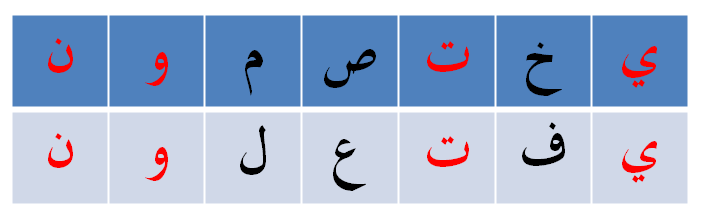 ي خ ت ص م و ن
ي ف ت ع ل و ن